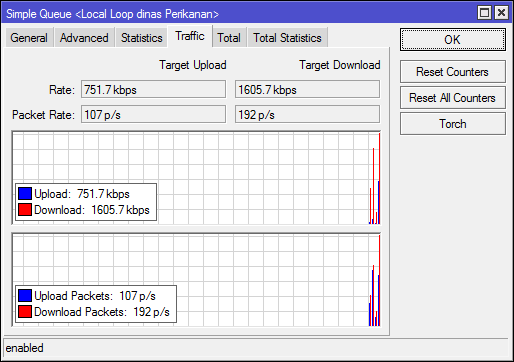 Simple Queue <Local Loop dinas Perikanan>
General Advanced Statistics Traffic Total Total Statistics
OK
Reset Counters
Reset All Counters
Torch
Target Upload Target Download
Rate: 751.7 kbps 1605.7 kbps
Packet Rate: 107 p/s 192 p/s
Upload: 751.7 kbps
Download: 1605.7 kbps
Upload Packets: 107 p/s
Download Packets: 192 p/s
enabled